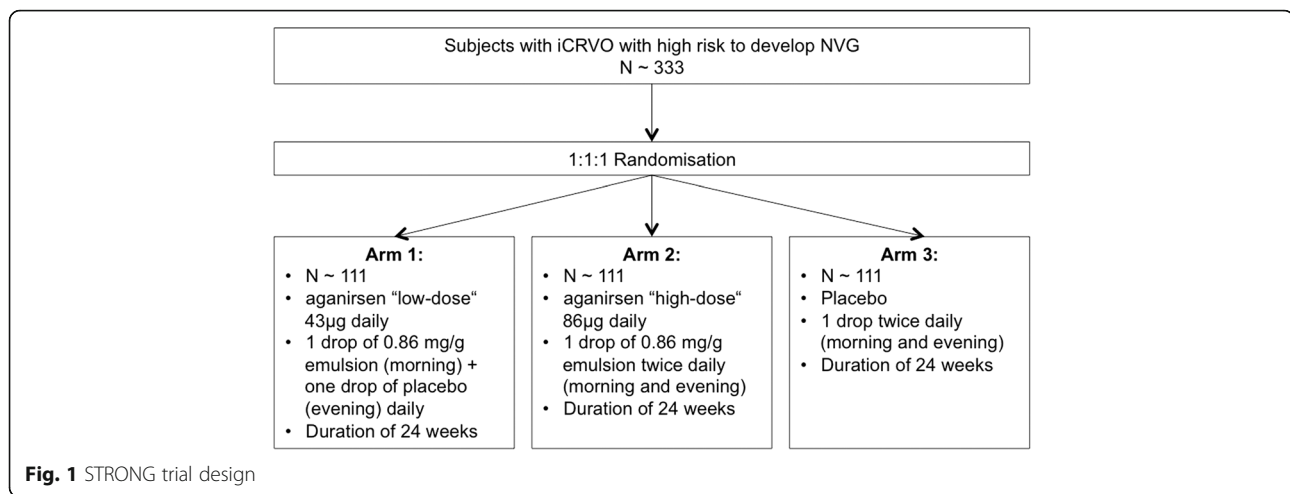 Subjects with iCRVO with high risk to develop NVG
N ~ 333
1:1:1 Randomisation
Arm 1:
• N ~ 111
• aganirsen “low-dose“
43µg daily
• 1 drop of 0.86 mg/g
emulsion (morning) +
one drop of placebo
(evening) daily
• Duration of 24 weeks
Arm 2:
• N ~ 111
• aganirsen “high-dose“
86µg daily
• 1 drop of 0.86 mg/g
emulsion twice daily
(morning and evening)
• Duration of 24 weeks
Arm 3:
• N ~ 111
• Placebo
• 1 drop twice daily
(morning and evening)
• Duration of 24 weeks
Fig. 1 STRONG trial design